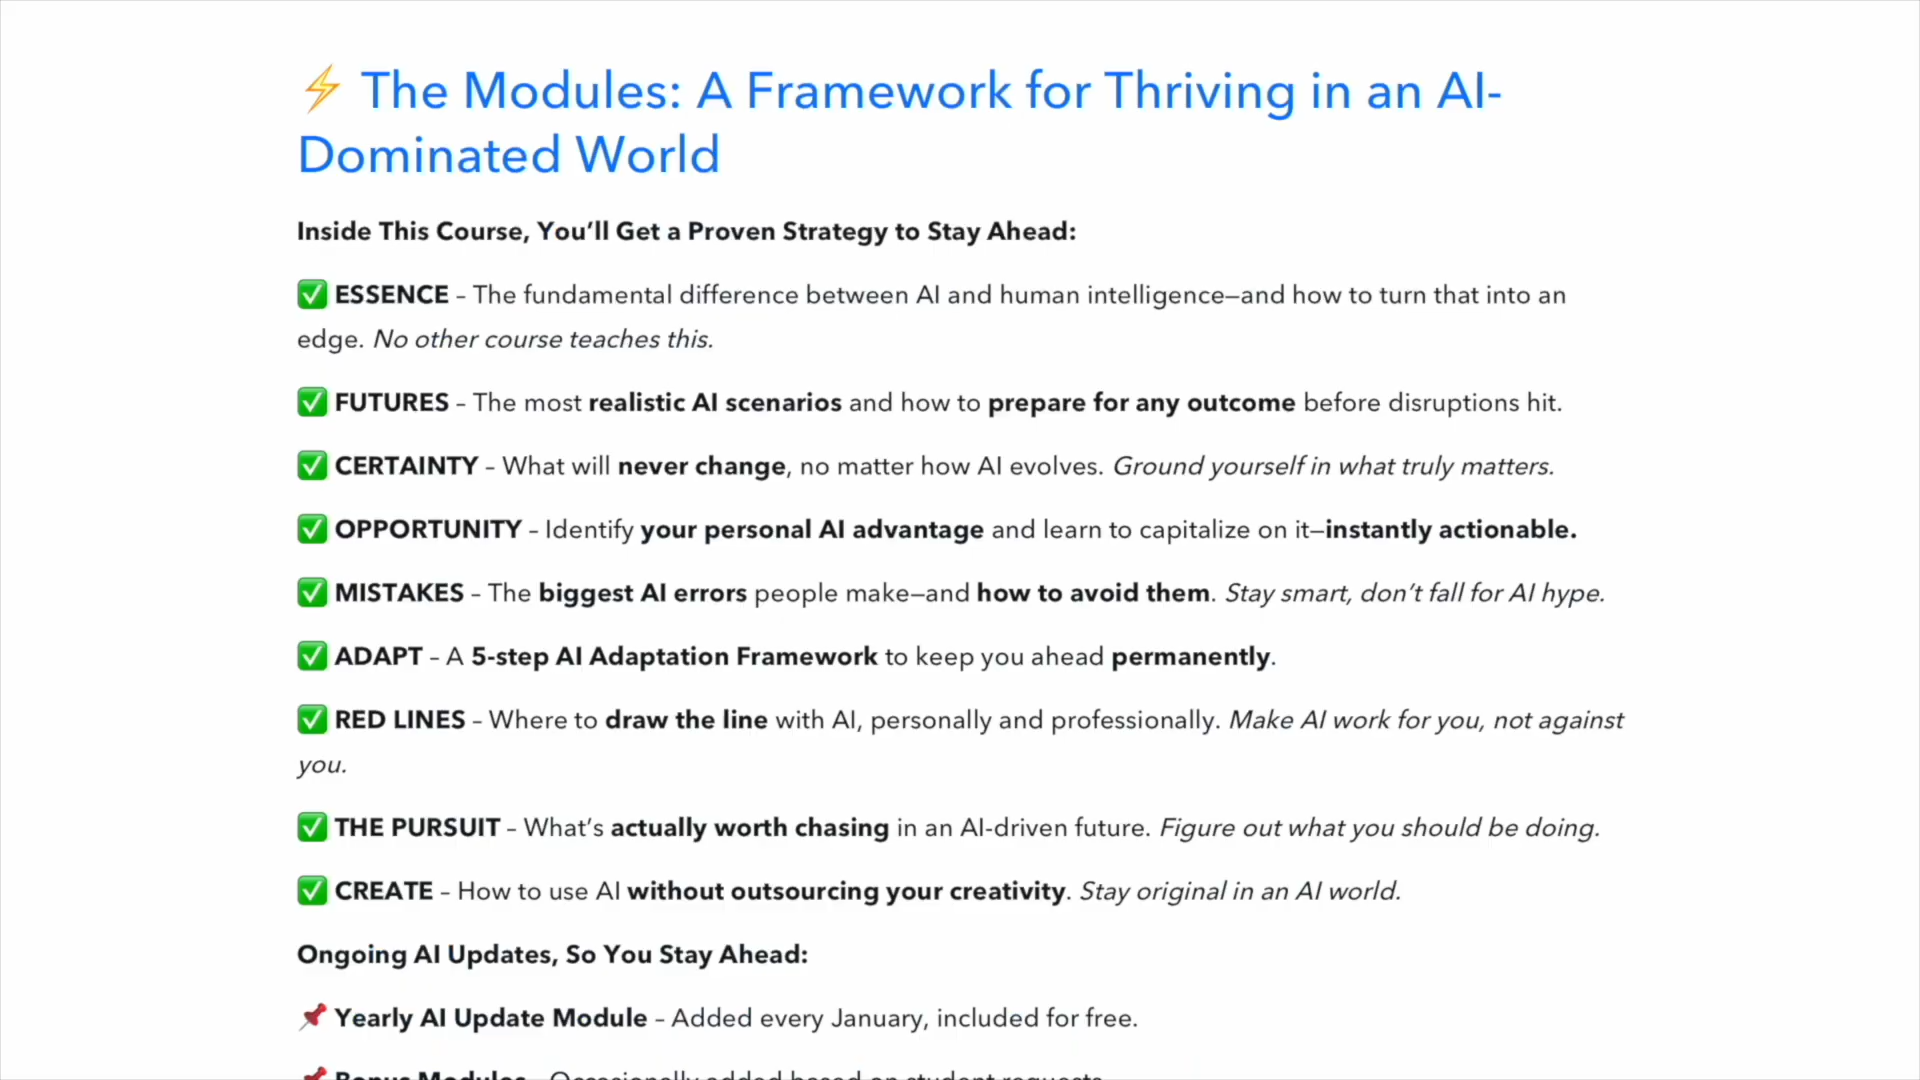 ⚡ The Modules: A Framework for Thriving in an AI-
Dominated World
Inside This Course, You’ll Get a Proven Strategy to Stay Ahead:
✅ ESSENCE – The fundamental difference between AI and human intelligence—and how to turn that into an
edge. No other course teaches this.
✅ FUTURES – The most realistic AI scenarios and how to prepare for any outcome before disruptions hit.
✅ CERTAINTY – What will never change, no matter how AI evolves. Ground yourself in what truly matters.
✅ OPPORTUNITY – Identify your personal AI advantage and learn to capitalize on it—instantly actionable.
✅ MISTAKES – The biggest AI errors people make—and how to avoid them. Stay smart, don’t fall for AI hype.
✅ ADAPT – A 5-step AI Adaptation Framework to keep you ahead permanently.
✅ RED LINES – Where to draw the line with AI, personally and professionally. Make AI work for you, not against
you.
✅ THE PURSUIT – What’s actually worth chasing in an AI-driven future. Figure out what you should be doing.
✅ CREATE – How to use AI without outsourcing your creativity. Stay original in an AI world.
Ongoing AI Updates, So You Stay Ahead:
📌 Yearly AI Update Module – Added every January, included for free.
📌 Bonus Modules – Occasionally added based on student requests.